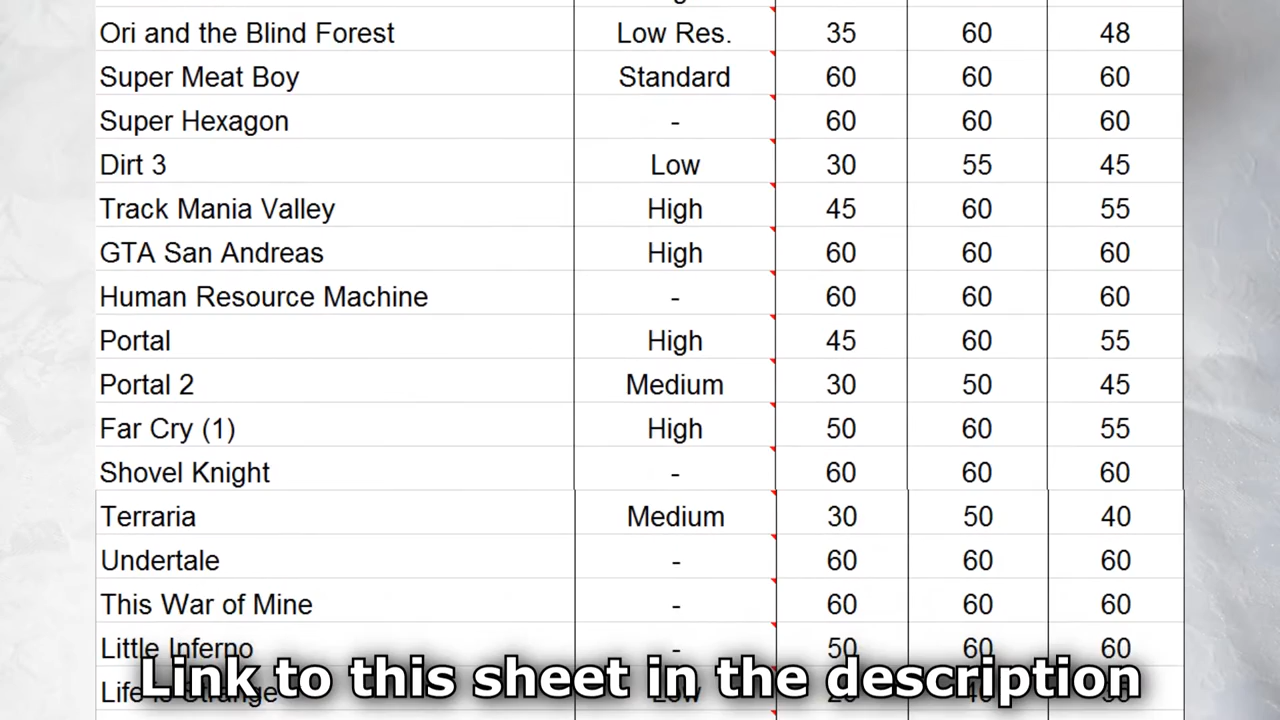 Ori and the Blind Forest Low Res. 35 60 48
Super Meat Boy Standard 60 60 60
Super Hexagon - 60 60 60
Dirt 3 Low 30 55 45
Track Mania Valley High 45 60 55
GTA San Andreas High 60 60 60
Human Resource Machine - 60 60 60
Portal High 45 60 55
Portal 2 Medium 30 50 45
Far Cry (1) High 50 60 55
Shovel Knight - 60 60 60
Terraria Medium 30 50 40
Undertale - 60 60 60
This War of Mine - 60 60 60
Little Inferno - 50 60 60
Link to this sheet in the description
Life is Strange Low